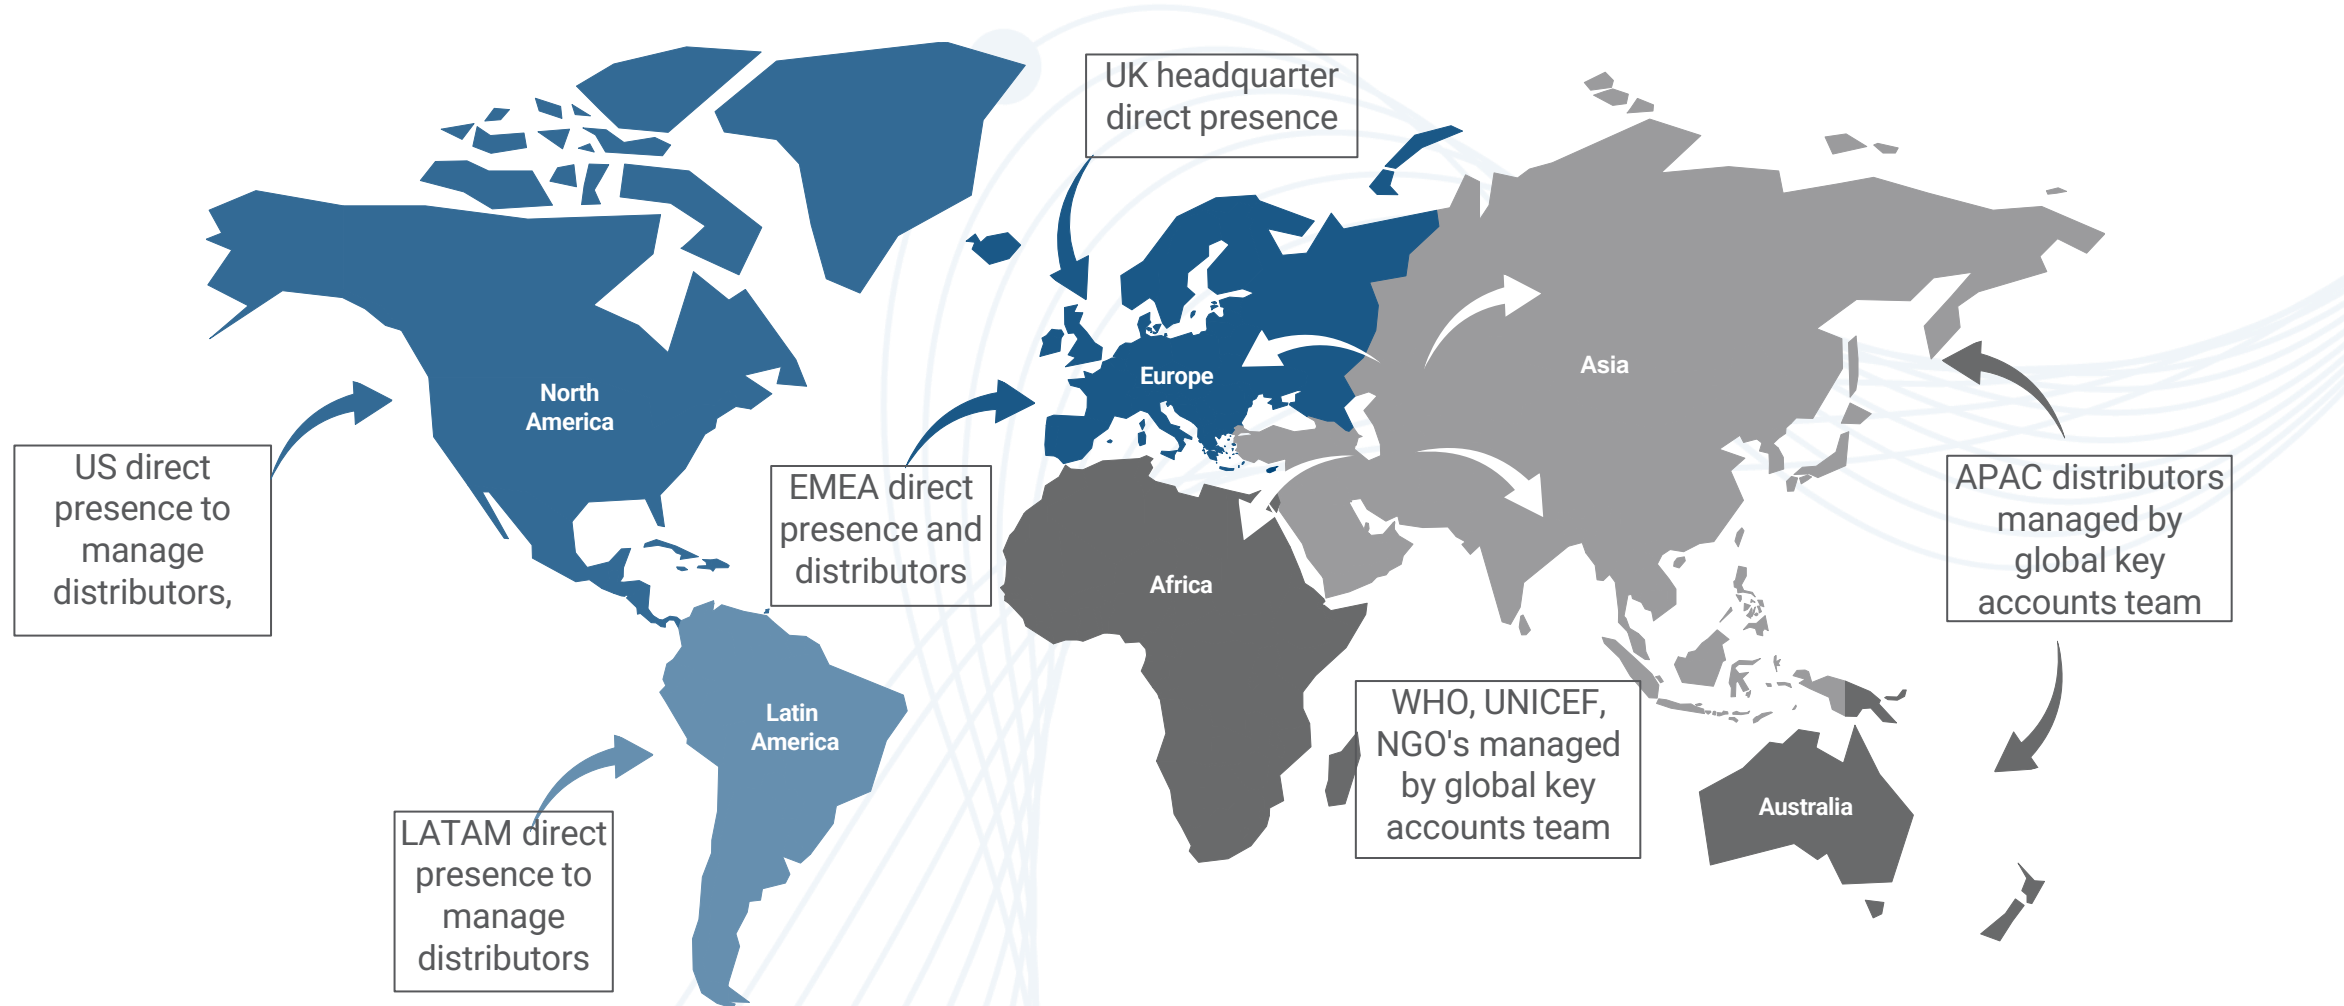 UK headquarter
direct presence
North
America
Europe
Asia
US direct
presence to
manage
distributors,
EMEA direct
presence and
distributors
APAC distributors
managed by
global key
accounts team
Africa
Latin
America
WHO, UNICEF,
NGO's managed
by global key
accounts team
Australia
LATAM direct
presence to
manage
distributors